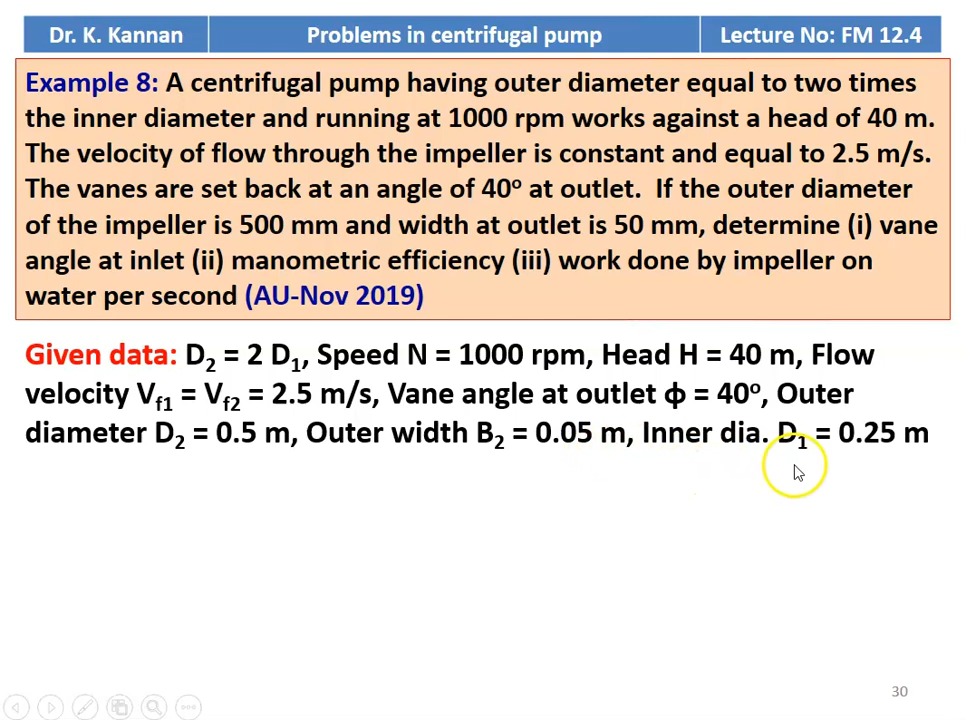 Dr. K. Kannan
Problems in centrifugal pump
Lecture No: FM 12.4
Example 8: A centrifugal pump having outer diameter equal to two times
the inner diameter and running at 1000 rpm works against a head of 40 m.
The velocity of flow through the impeller is constant and equal to 2.5 m/s.
The vanes are set back at an angle of 40º at outlet. If the outer diameter
of the impeller is 500 mm and width at outlet is 50 mm, determine (i) vane
angle at inlet (ii) manometric efficiency (iii) work done by impeller on
water per second (AU-Nov 2019)
Given data: D₂ = 2 D₁, Speed N = 1000 rpm, Head H = 40 m, Flow
velocity Vf1 = Vf2 = 2.5 m/s, Vane angle at outlet ϕ = 40º, Outer
diameter D₂ = 0.5 m, Outer width B₂ = 0.05 m, Inner dia. D₁ = 0.25 m
30